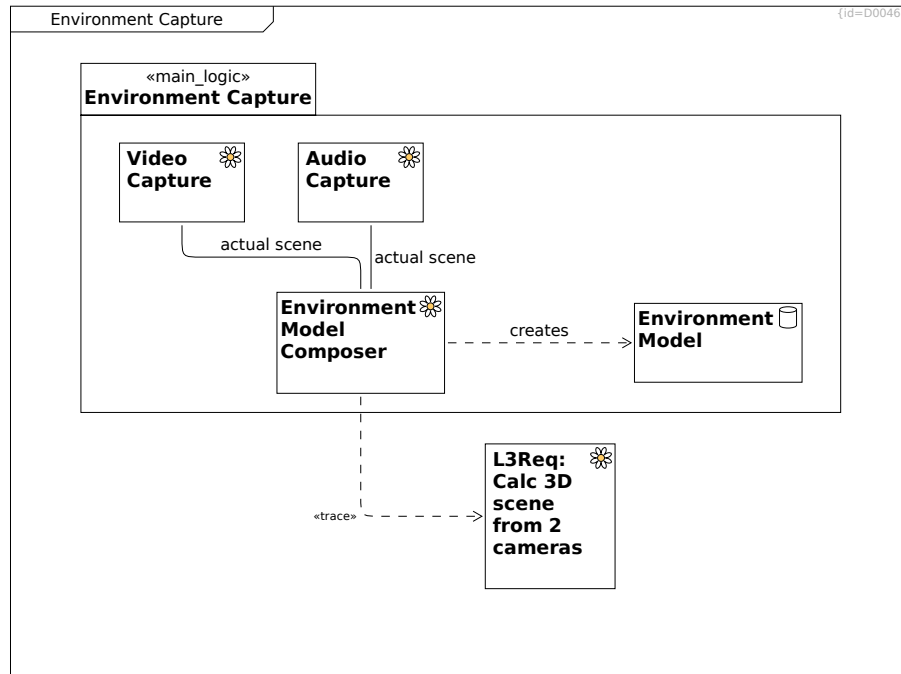 Environment Capture
{id=D0046
«main_logic»
Environment Capture
Video
Capture
Audio
Capture
actual scene
actual scene
Environment
Model
Composer
creates
Environment
Model
L3Req:
Calc 3D
scene
from 2
cameras
«trace»